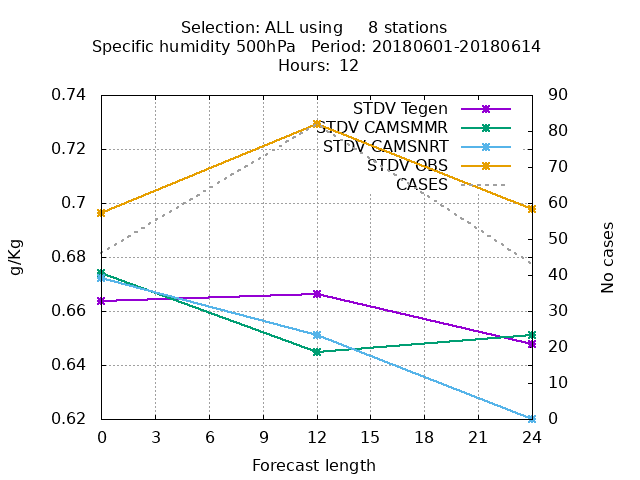 Selection: ALL using     8 stations
Specific humidity 500hPa   Period: 20180601-20180614
Hours:  12
0.74
0.72
0.7
0.68
0.66
0.64
0.62
g/Kg
90
80
70
60
50
40
30
20
10
0
No cases
STDV Tegen
STDV CAMSMMR
STDV CAMSNRT
STDV OBS
CASES
0 3 6 9 12 15 18 21 24
Forecast length